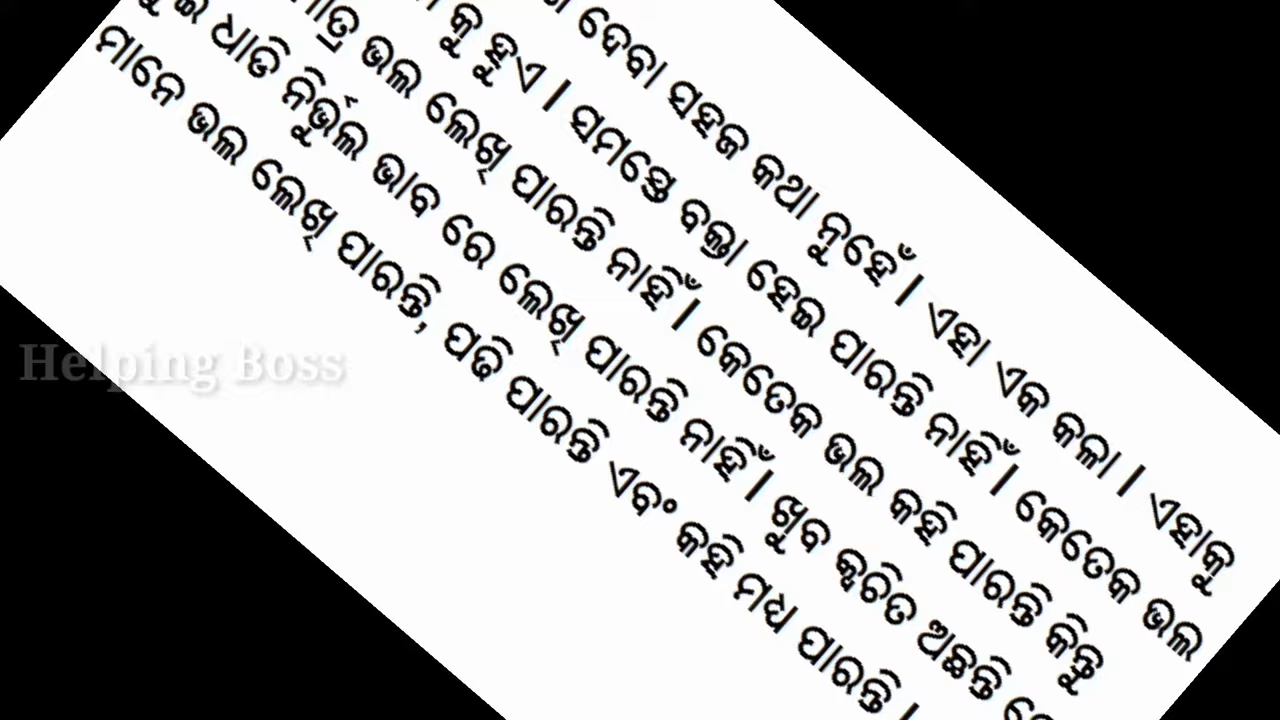 ଦେବା ସହଜ କଥା ନୁହେଁ । ଏହା ଏକ କଳା । ଏହାକୁ
କୁ ହୁଏ । ସମସ୍ତେ ବକ୍ତା ହେଇ ପାରନ୍ତି ନାହିଁ । କେତେକ ଭଲ
ଭଲ ଲେଖି ପାରନ୍ତି ନାହିଁ । କେତେକ ଭଲ କହି ପାରନ୍ତି କିନ୍ତୁ
ଧାଡି ନିର୍ଭୁଲ ଭାବ ରେ ଲେଖି ପାରନ୍ତି ନାହିଁ । ଖୁବ କ୍ଵଚିତ ଅଛନ୍ତି
ମାନେ ଭଲ ଲେଖି ପାରନ୍ତି, ପଢି ପାରନ୍ତି ଏବଂ କହି ମଧ୍ୟ ପାରନ୍ତି ।
Helping Boss